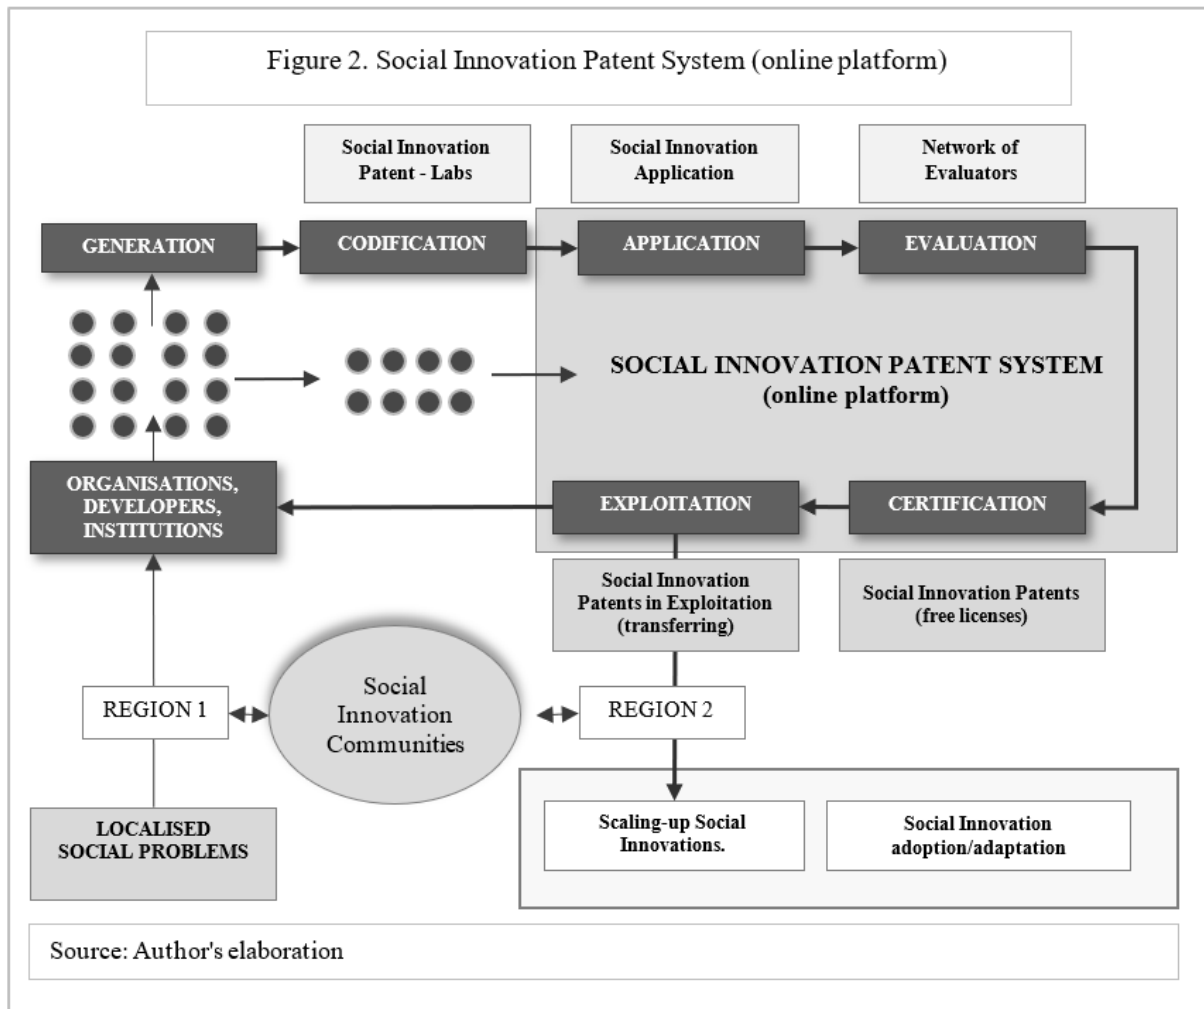 Figure 2. Social Innovation Patent System (online platform)
Social Innovation
Patent - Labs
Social Innovation
Application
Network of
Evaluators
GENERATION
CODIFICATION
APPLICATION
EVALUATION
SOCIAL INNOVATION PATENT SYSTEM
(online platform)
ORGANISATIONS,
DEVELOPERS,
INSTITUTIONS
EXPLOITATION
CERTIFICATION
Social Innovation
Patents in Exploitation
(transferring)
Social Innovation Patents
(free licenses)
REGION 1
Social
Innovation
Communities
REGION 2
LOCALISED
SOCIAL PROBLEMS
Scaling-up Social
Innovations.
Social Innovation
adoption/adaptation
Source: Author's elaboration